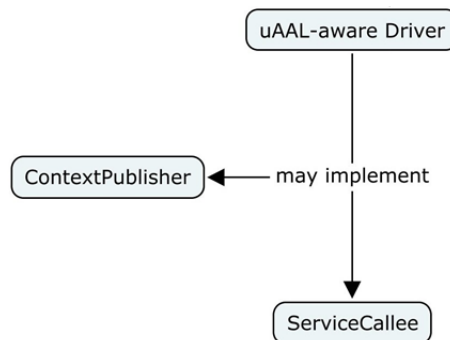 uAAL-aware Driver
ContextPublisher
may implement
ServiceCallee